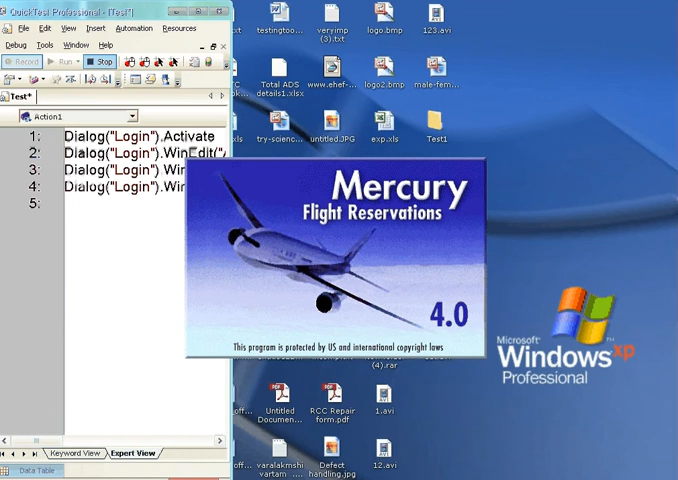 QuickTest Professional - [Test*]
File Edit View Insert Automation Resources
Debug Tools Window Help
Record Run Stop
Test*
Action1
1: Dialog("Login").Activate
2: Dialog("Login").WinEdit("A
3: Dialog("Login").Win
4: Dialog("Login").Win
5:
Keyword View Expert View
Data Table
testingtoo...
veryimp
(3).txt
logo.bmp
123.avi
Total ADS
details1.xlsx
www.ehef-...
logo2.bmp
male-fem...
try-scienc...
untitled.JPG
exp.xls
Test1
Mercury
Flight Reservations
4.0
This program is protected by US and international copyright laws
(4).rar
Untitled
Documen...
RCC Repair
form.pdf
1.avi
varalakmshi
vartam ....
Defect
handling.jpg
12.avi
Microsoft
Windows xp
Professional